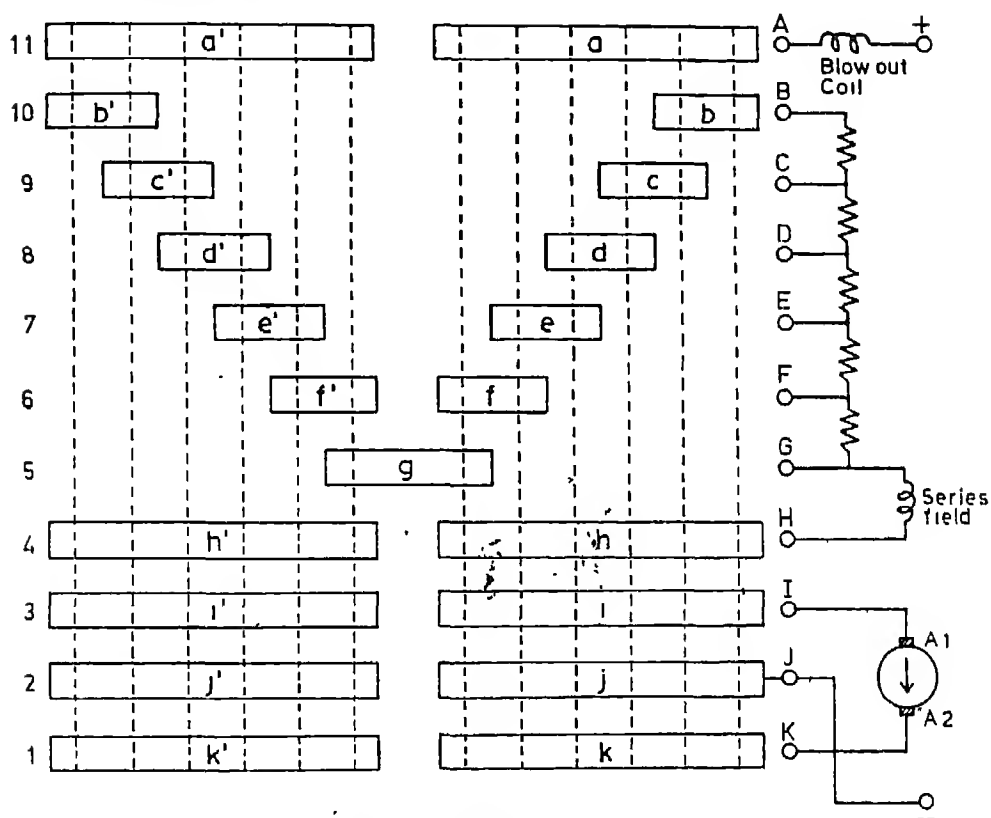 11 a' a A +
Blow out
Coil
10 b' b B
9 c' c C
8 d' d D
7 e' e E
6 f' f F
5 g G
Series
field
4 h' h H
3 i' i I
A1
2 j' j J
A2
1 k' k K